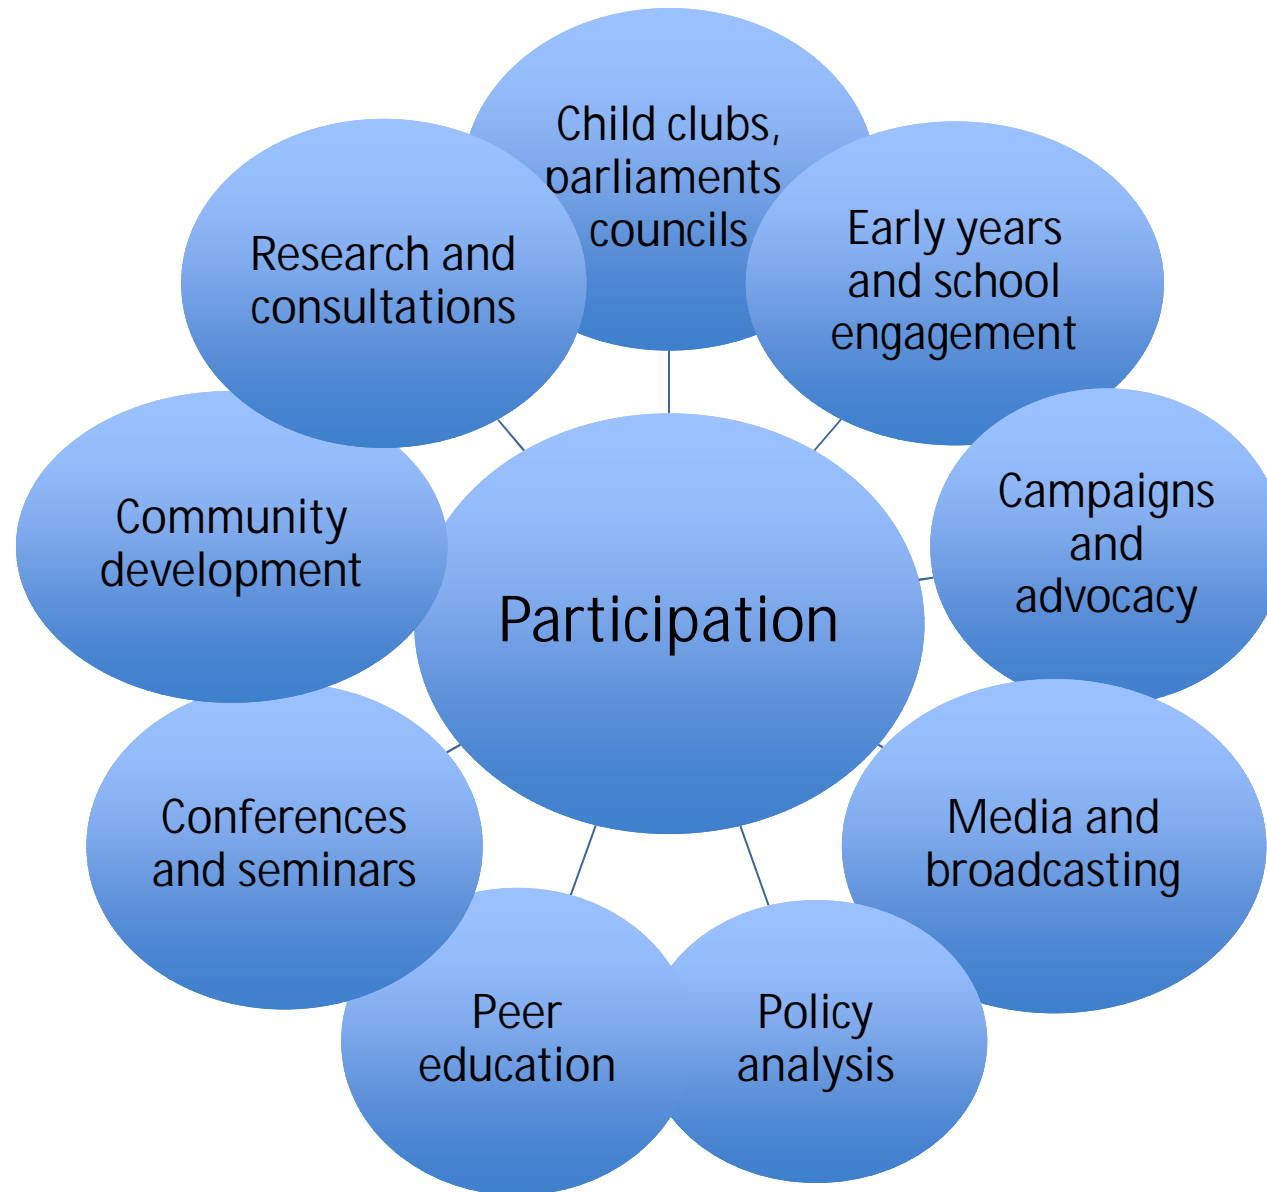 Child clubs,
parliaments
councils
Early years
and school
engagement
Campaigns
and
advocacy
Media and
broadcasting
Policy
analysis
Peer
education
Conferences
and seminars
Community
development
Research and
consultations
Participation